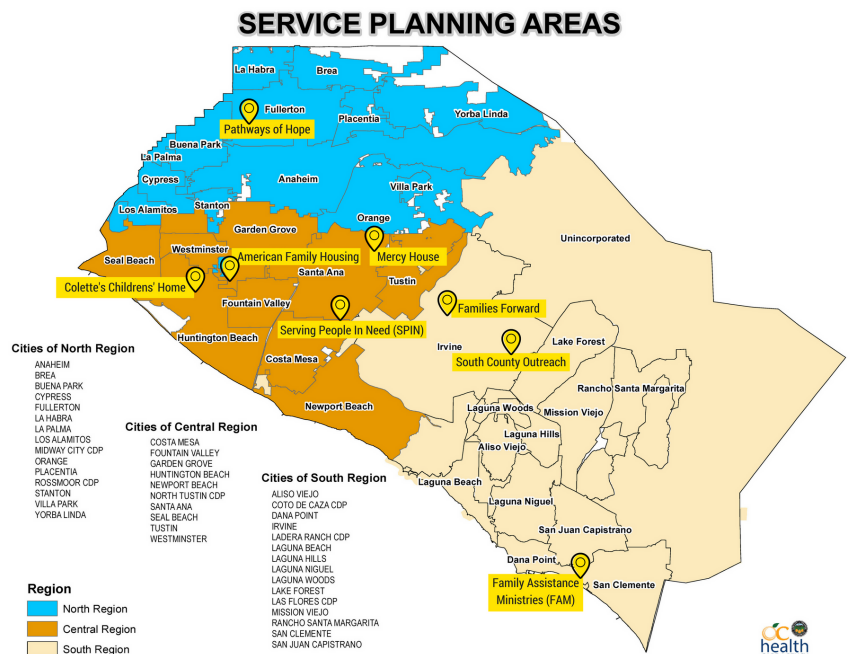 SERVICE PLANNING AREAS
La Habra
Brea
Fullerton
Placentia
Yorba Linda
Pathways of Hope
Buena Park
La Palma
Cypress
Anaheim
Villa Park
Los Alamitos
Stanton
Orange
Garden Grove
Unincorporated
Westminster
American Family Housing
Mercy House
Seal Beach
Santa Ana
Tustin
Colette's Childrens' Home
Fountain Valley
Families Forward
Serving People In Need (SPIN)
Huntington Beach
Irvine
Lake Forest
Costa Mesa
South County Outreach
Rancho Santa Margarita
Newport Beach
Laguna Woods
Mission Viejo
Laguna Hills
Aliso Viejo
Laguna Beach
Laguna Niguel
San Juan Capistrano
Dana Point
Family Assistance
Ministries (FAM)
San Clemente
Cities of North Region
ANAHEIM
BREA
BUENA PARK
CYPRESS
FULLERTON
LA HABRA
LA PALMA
LOS ALAMITOS
MIDWAY CITY CDP
ORANGE
PLACENTIA
ROSSMOOR CDP
STANTON
VILLA PARK
YORBA LINDA
Cities of Central Region
COSTA MESA
FOUNTAIN VALLEY
GARDEN GROVE
HUNTINGTON BEACH
NEWPORT BEACH
NORTH TUSTIN CDP
SANTA ANA
SEAL BEACH
TUSTIN
WESTMINSTER
Cities of South Region
ALISO VIEJO
COTO DE CAZA CDP
DANA POINT
IRVINE
LADERA RANCH CDP
LAGUNA BEACH
LAGUNA HILLS
LAGUNA NIGUEL
LAGUNA WOODS
LAKE FOREST
LAS FLORES CDP
MISSION VIEJO
RANCHO SANTA MARGARITA
SAN CLEMENTE
SAN JUAN CAPISTRANO
Region
North Region
Central Region
South Region
oc
health